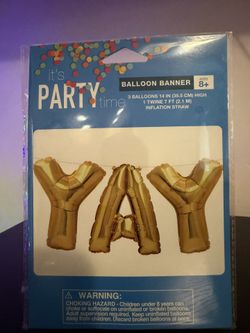 It's
PARTY
time
BALLOON BANNER
AGES
8+
3 BALLOONS 14 IN (35.5 CM) HIGH
1 TWINE 7 FT (2.1 M)
INFLATION STRAW
YAY
WARNING:
CHOKING HAZARD - Children under 8 years can
choke or suffocate on uninflated or broken balloons.
Adult supervision required. Keep uninflated balloons
away from children. Discard broken balloons at once.